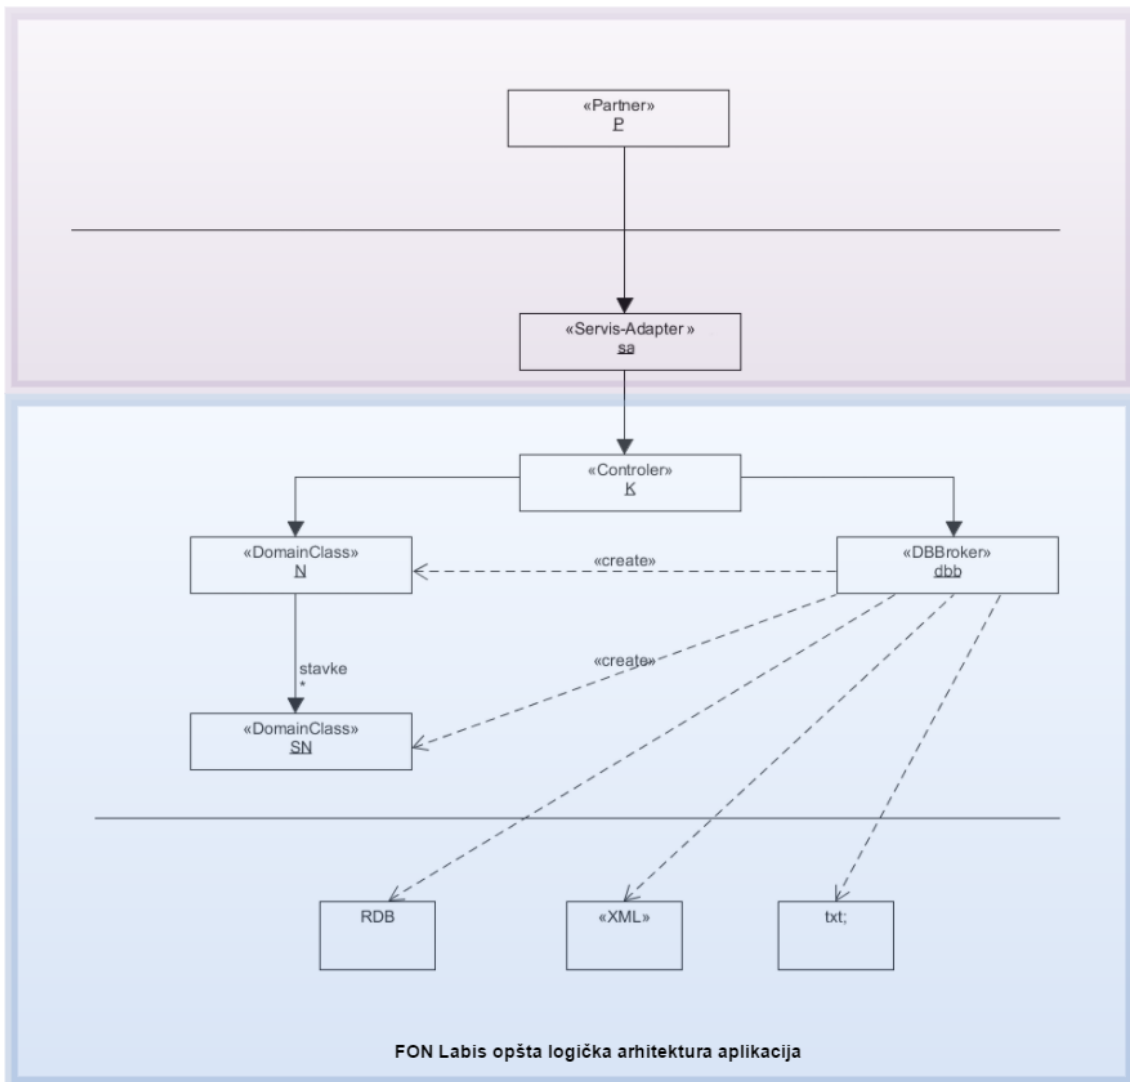 «Partner»
P
«Servis-Adapter »
sa
«Controler»
K
«DomainClass»
N
«create»
«DBBroker»
dbb
stavke
*
«create»
«DomainClass»
SN
RDB
«XML»
txt;
FON Labis opšta logička arhitektura aplikacija